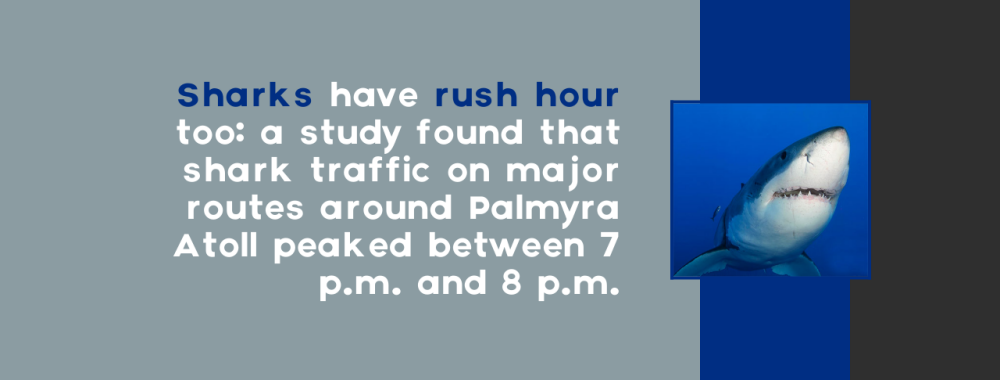 Sharks have rush hour
too: a study found that
shark traffic on major
routes around Palmyra
Atoll peaked between 7
p.m. and 8 p.m.